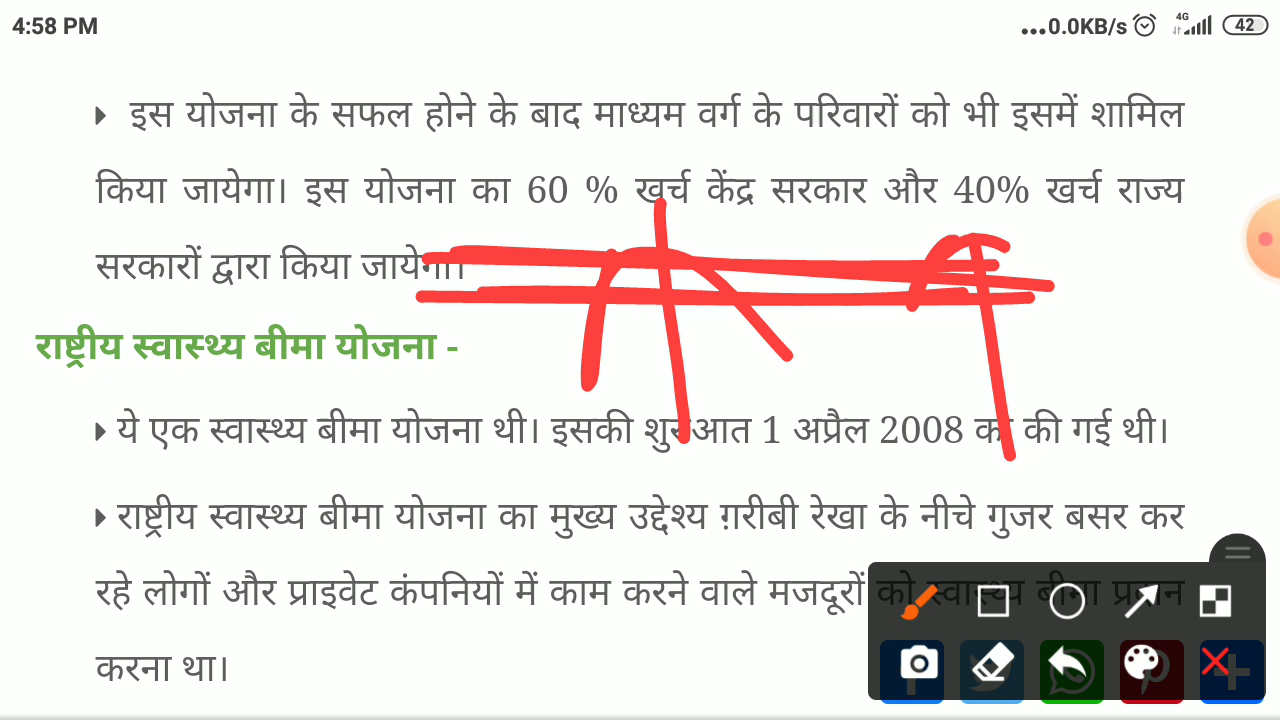 4:58 PM
...0.0KB/s 4G 42
इस योजना के सफल होने के बाद माध्यम वर्ग के परिवारों को भी इसमें शामिल
किया जायेगा। इस योजना का 60 % खर्च केंद्र सरकार और 40% खर्च राज्य
सरकारों द्वारा किया जायेगा।
राष्ट्रीय स्वास्थ्य बीमा योजना -
ये एक स्वास्थ्य बीमा योजना थी। इसकी शुरुआत 1 अप्रैल 2008 की गई थी।
राष्ट्रीय स्वास्थ्य बीमा योजना का मुख्य उद्देश्य ग़रीबी रेखा के नीचे गुजर बसर कर
रहे लोगों और प्राइवेट कंपनियों में काम करने वाले मजदूरों को स्वास्थ्य बीमा प्रदान
करना था।